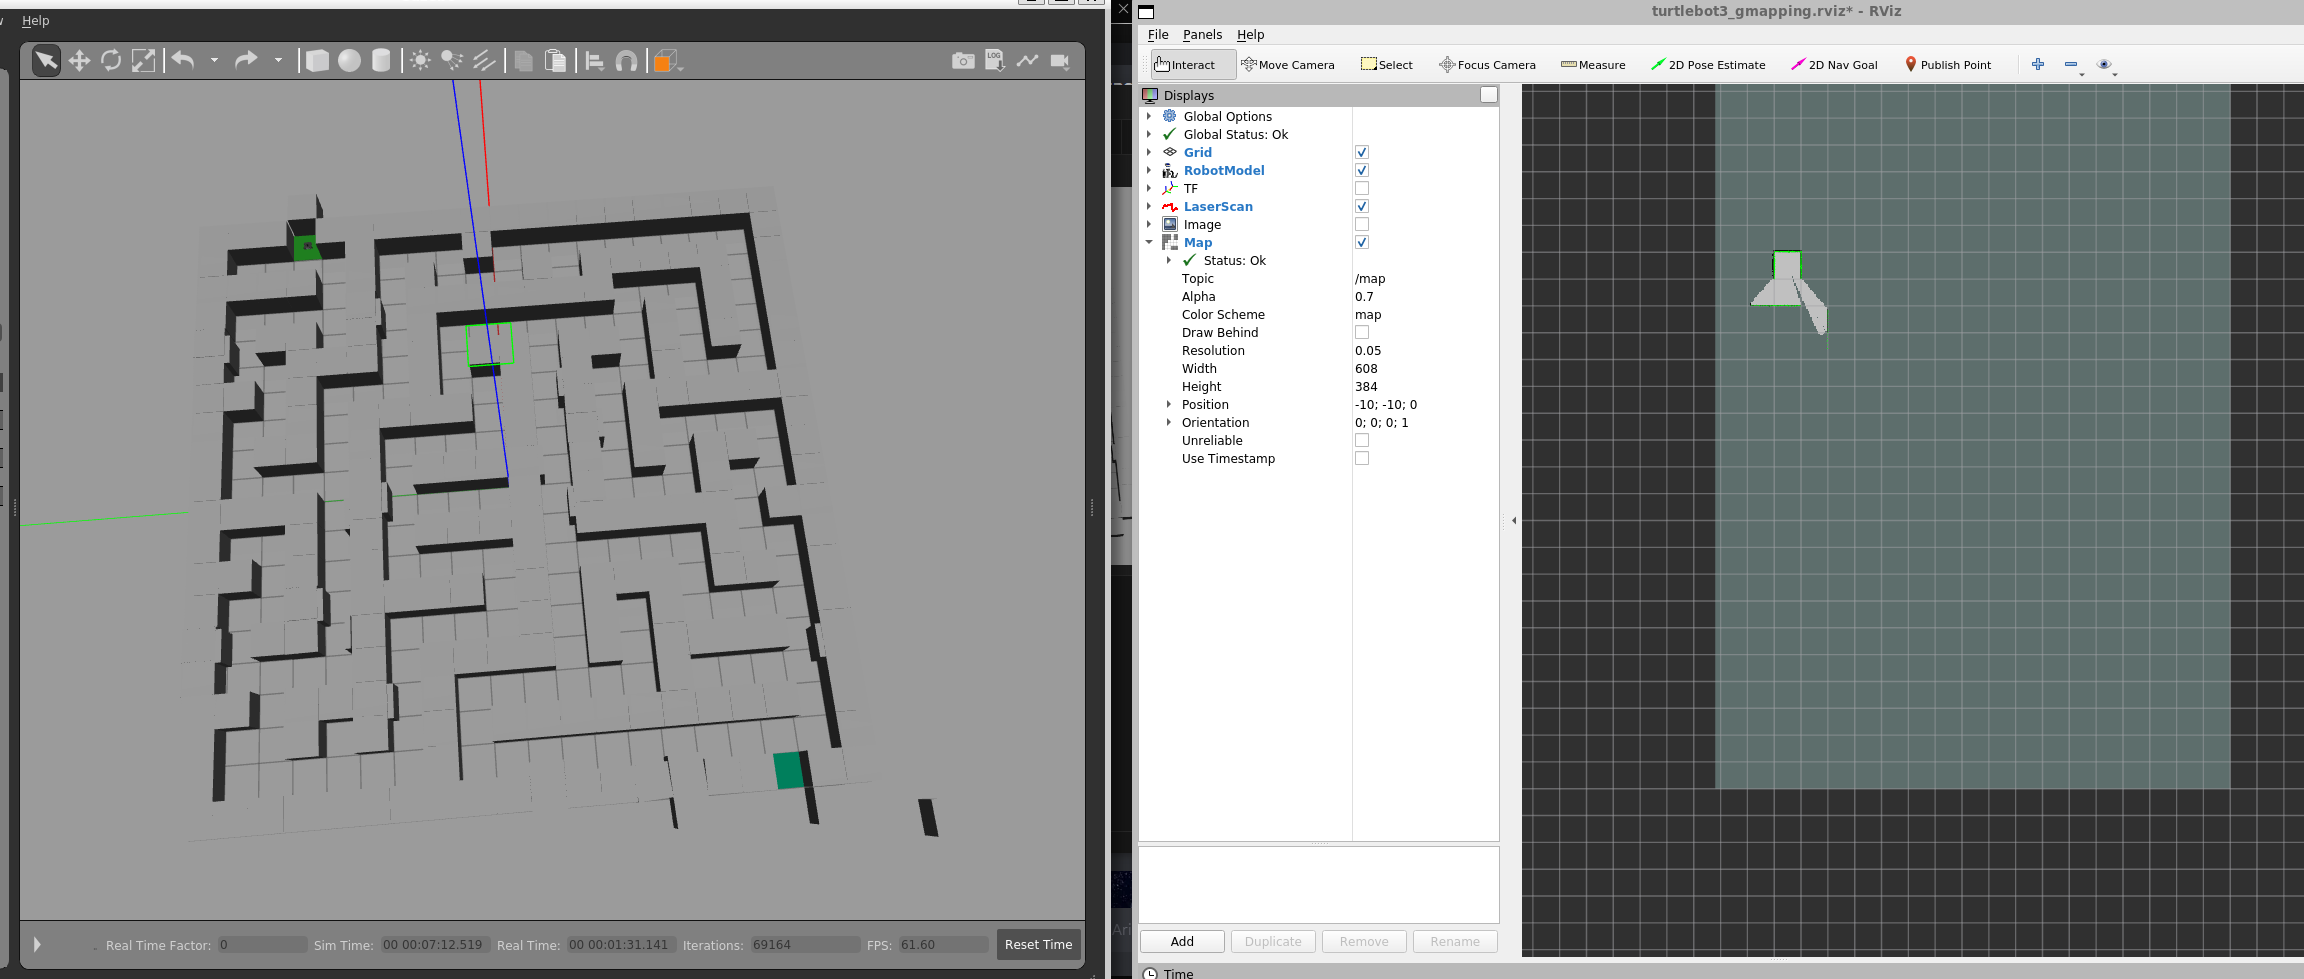 Help
LOG
Real Time Factor: 0 Sim Time: 00 00:07:12.519 Real Time: 00 00:01:31.141 Iterations: 69164 FPS: 61.60 Reset Time
turtlebot3_gmapping.rviz* - RViz
File Panels Help
Interact Move Camera Select Focus Camera Measure 2D Pose Estimate 2D Nav Goal Publish Point
Displays
Global Options
Global Status: Ok
Grid
RobotModel
TF
LaserScan
Image
Map
Status: Ok
Topic /map
Alpha 0.7
Color Scheme map
Draw Behind
Resolution 0.05
Width 608
Height 384
Position -10; -10; 0
Orientation 0; 0; 0; 1
Unreliable
Use Timestamp
Add Duplicate Remove Rename
Time